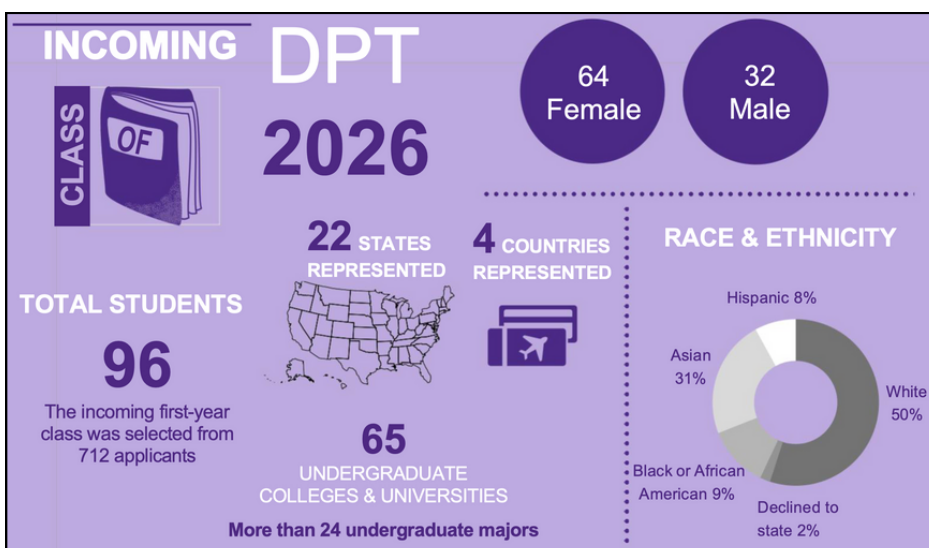 INCOMING
CLASS
OF
DPT
2026
64
Female
32
Male
22 STATES
REPRESENTED
4 COUNTRIES
REPRESENTED
TOTAL STUDENTS
96
The incoming first-year
class was selected from
712 applicants
65
UNDERGRADUATE
COLLEGES & UNIVERSITIES
More than 24 undergraduate majors
RACE & ETHNICITY
Hispanic 8%
Asian
31%
White
50%
Black or African
American 9%
Declined to
state 2%